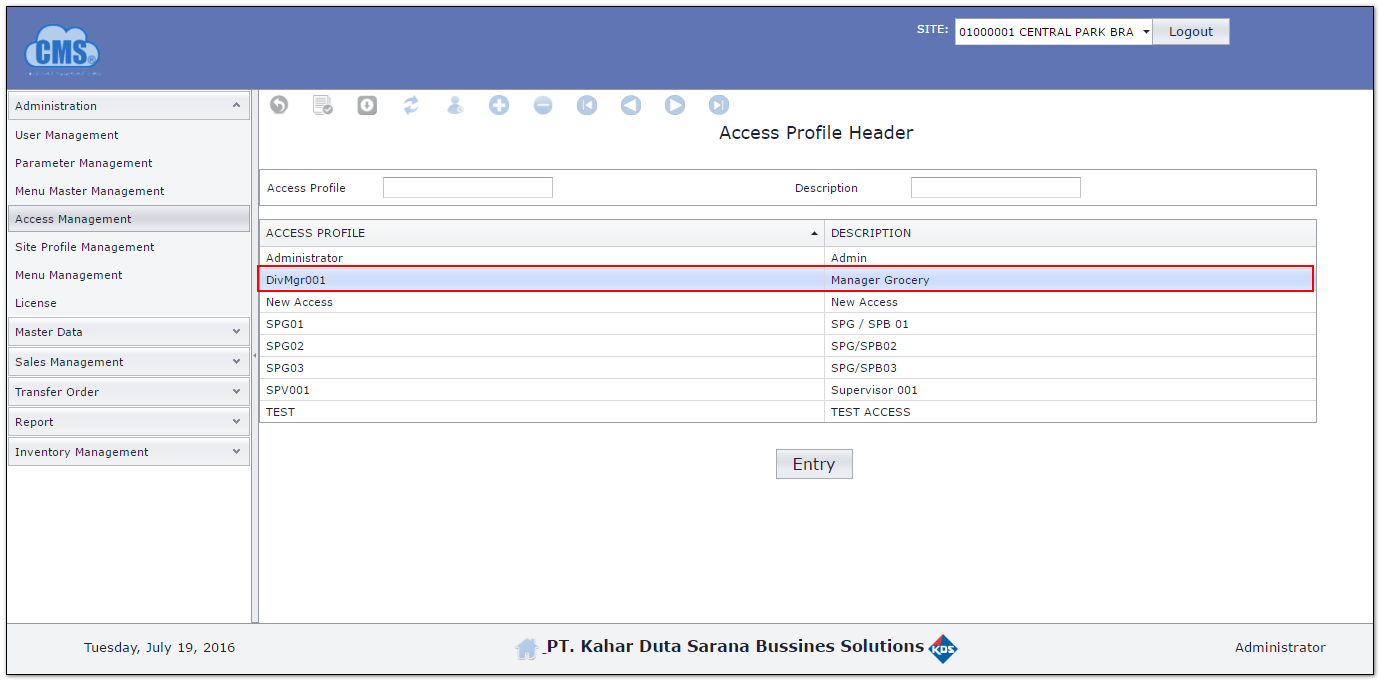 CMS®
SITE: 01000001 CENTRAL PARK BRA Logout
Administration
User Management
Parameter Management
Menu Master Management
Access Management
Site Profile Management
Menu Management
License
Master Data
Sales Management
Transfer Order
Report
Inventory Management
Access Profile Header
Access Profile Description
ACCESS PROFILE DESCRIPTION
Administrator Admin
DivMgr001 Manager Grocery
New Access New Access
SPG01 SPG / SPB 01
SPG02 SPG/SPB02
SPG03 SPG/SPB03
SPV001 Supervisor 001
TEST TEST ACCESS
Entry
Tuesday, July 19, 2016 PT. Kahar Duta Sarana Bussines Solutions KDS Administrator